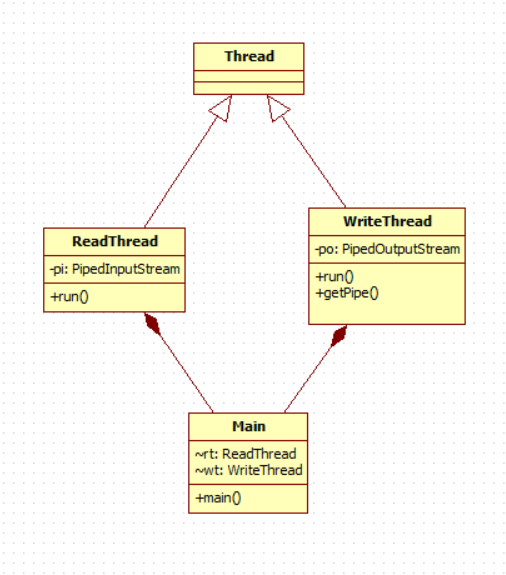 Thread
ReadThread
-pi: PipedInputStream
+run()
WriteThread
-po: PipedOutputStream
+run()
+getPipe()
Main
~rt: ReadThread
~wt: WriteThread
+main()